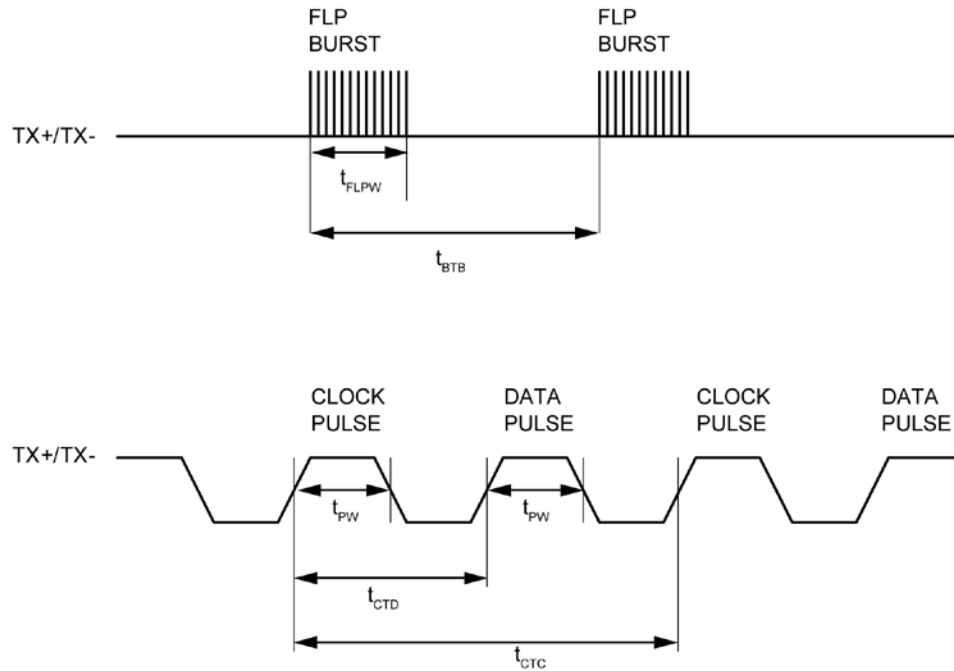 FLP
BURST
FLP
BURST
TX+/TX-
tFLPW
tBTB
CLOCK
PULSE
DATA
PULSE
CLOCK
PULSE
DATA
PULSE
TX+/TX-
tPW
tPW
tCTD
tCTC